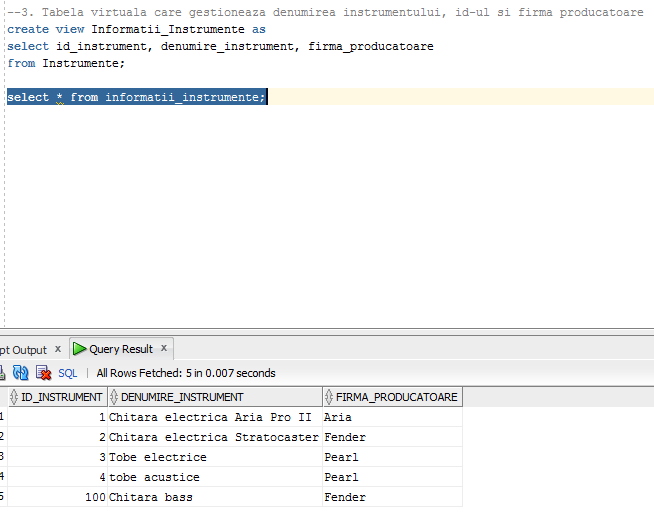 --3. Tabela virtuala care gestioneaza denumirea instrumentului, id-ul si firma producatoare
create view Informatii_Instrumente as
select id_instrument, denumire_instrument, firma_producatoare
from Instrumente;
select * from informatii_instrumente;
pt Output x Query Result x
SQL | All Rows Fetched: 5 in 0.007 seconds
ID_INSTRUMENT DENUMIRE_INSTRUMENT FIRMA_PRODUCATOARE
1 1 Chitara electrica Aria Pro II Aria
2 2 Chitara electrica Stratocaster Fender
3 3 Tobe electrice Pearl
4 4 tobe acustice Pearl
5 100 Chitara bass Fender